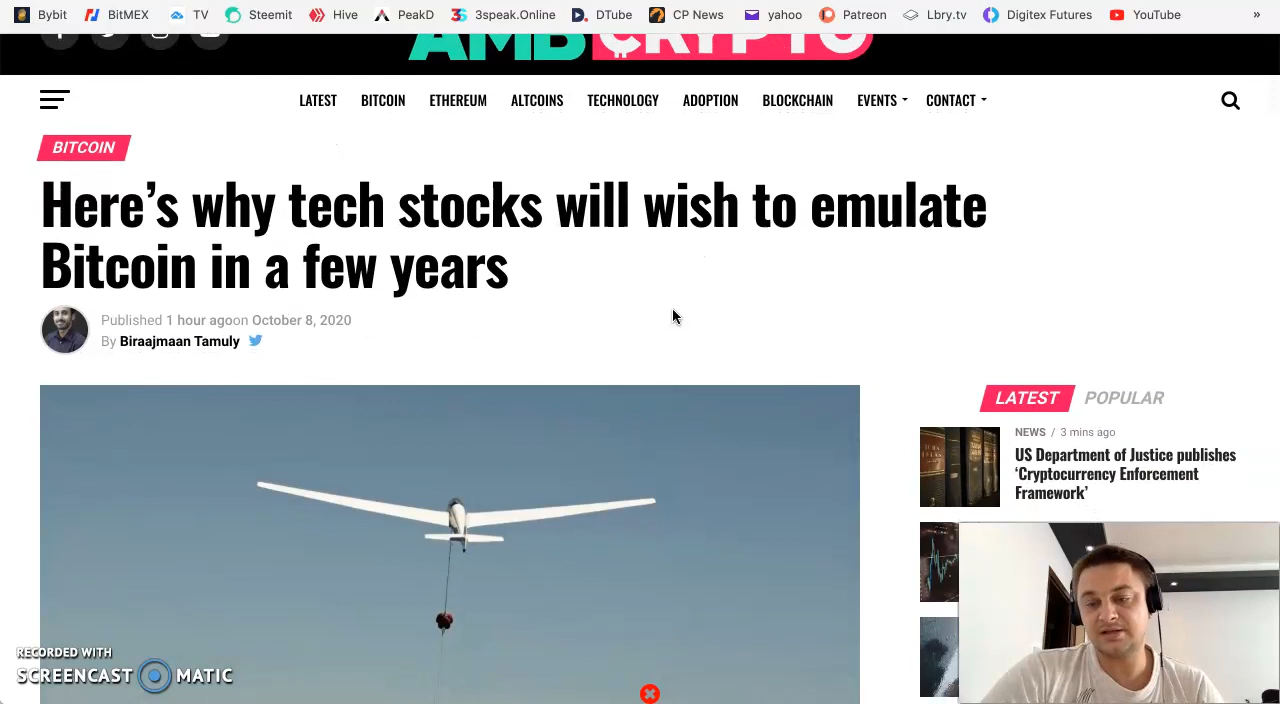 Bybit BitMEX TV Steemit Hive PeakD 3speak.Online DTube CP News yahoo Patreon Lbry.tv Digitex Futures YouTube »
AMBCRYPTO
LATEST BITCOIN ETHEREUM ALTCOINS TECHNOLOGY ADOPTION BLOCKCHAIN EVENTS CONTACT
BITCOIN
Here’s why tech stocks will wish to emulate
Bitcoin in a few years
Published 1 hour agoon October 8, 2020
By Biraajmaan Tamuly
LATEST POPULAR
NEWS / 3 mins ago
US Department of Justice publishes
‘Cryptocurrency Enforcement
Framework’
RECORDED WITH
SCREENCAST MATIC